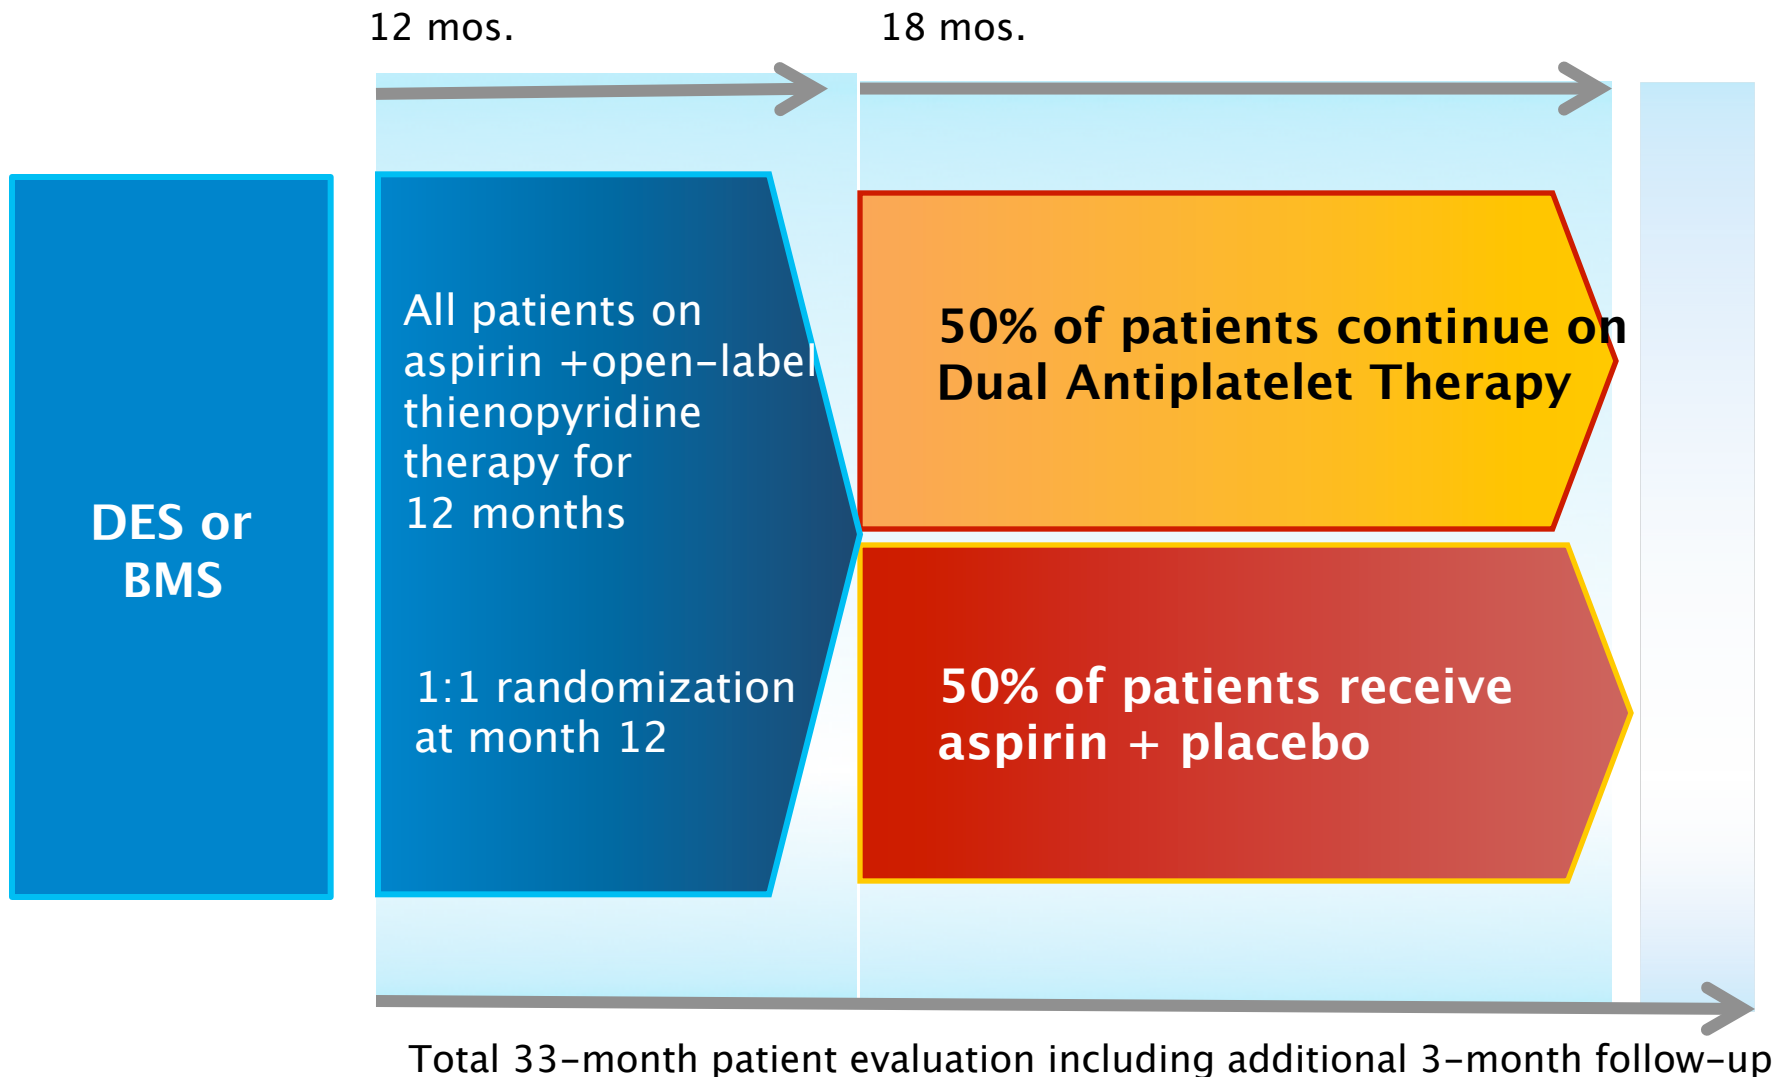 12 mos.
18 mos.
DES or
BMS
All patients on
aspirin +open-label
thienopyridine
therapy for
12 months
1:1 randomization
at month 12
50% of patients continue on
Dual Antiplatelet Therapy
50% of patients receive
aspirin + placebo
Total 33-month patient evaluation including additional 3-month follow-up